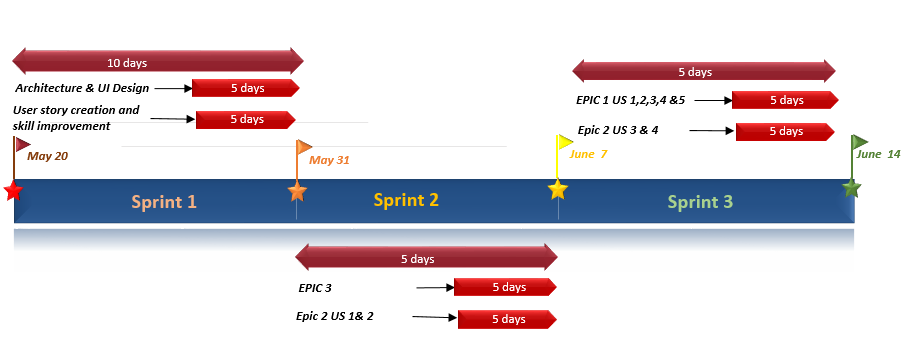 10 days
5 days
Architecture & UI Design
5 days
EPIC 1 US 1,2,3,4 &5
5 days
User story creation and
skill improvement
5 days
Epic 2 US 3 & 4
5 days
May 20
May 31
June 7
June 14
Sprint 1
Sprint 2
Sprint 3
5 days
EPIC 3
5 days
Epic 2 US 1& 2
5 days